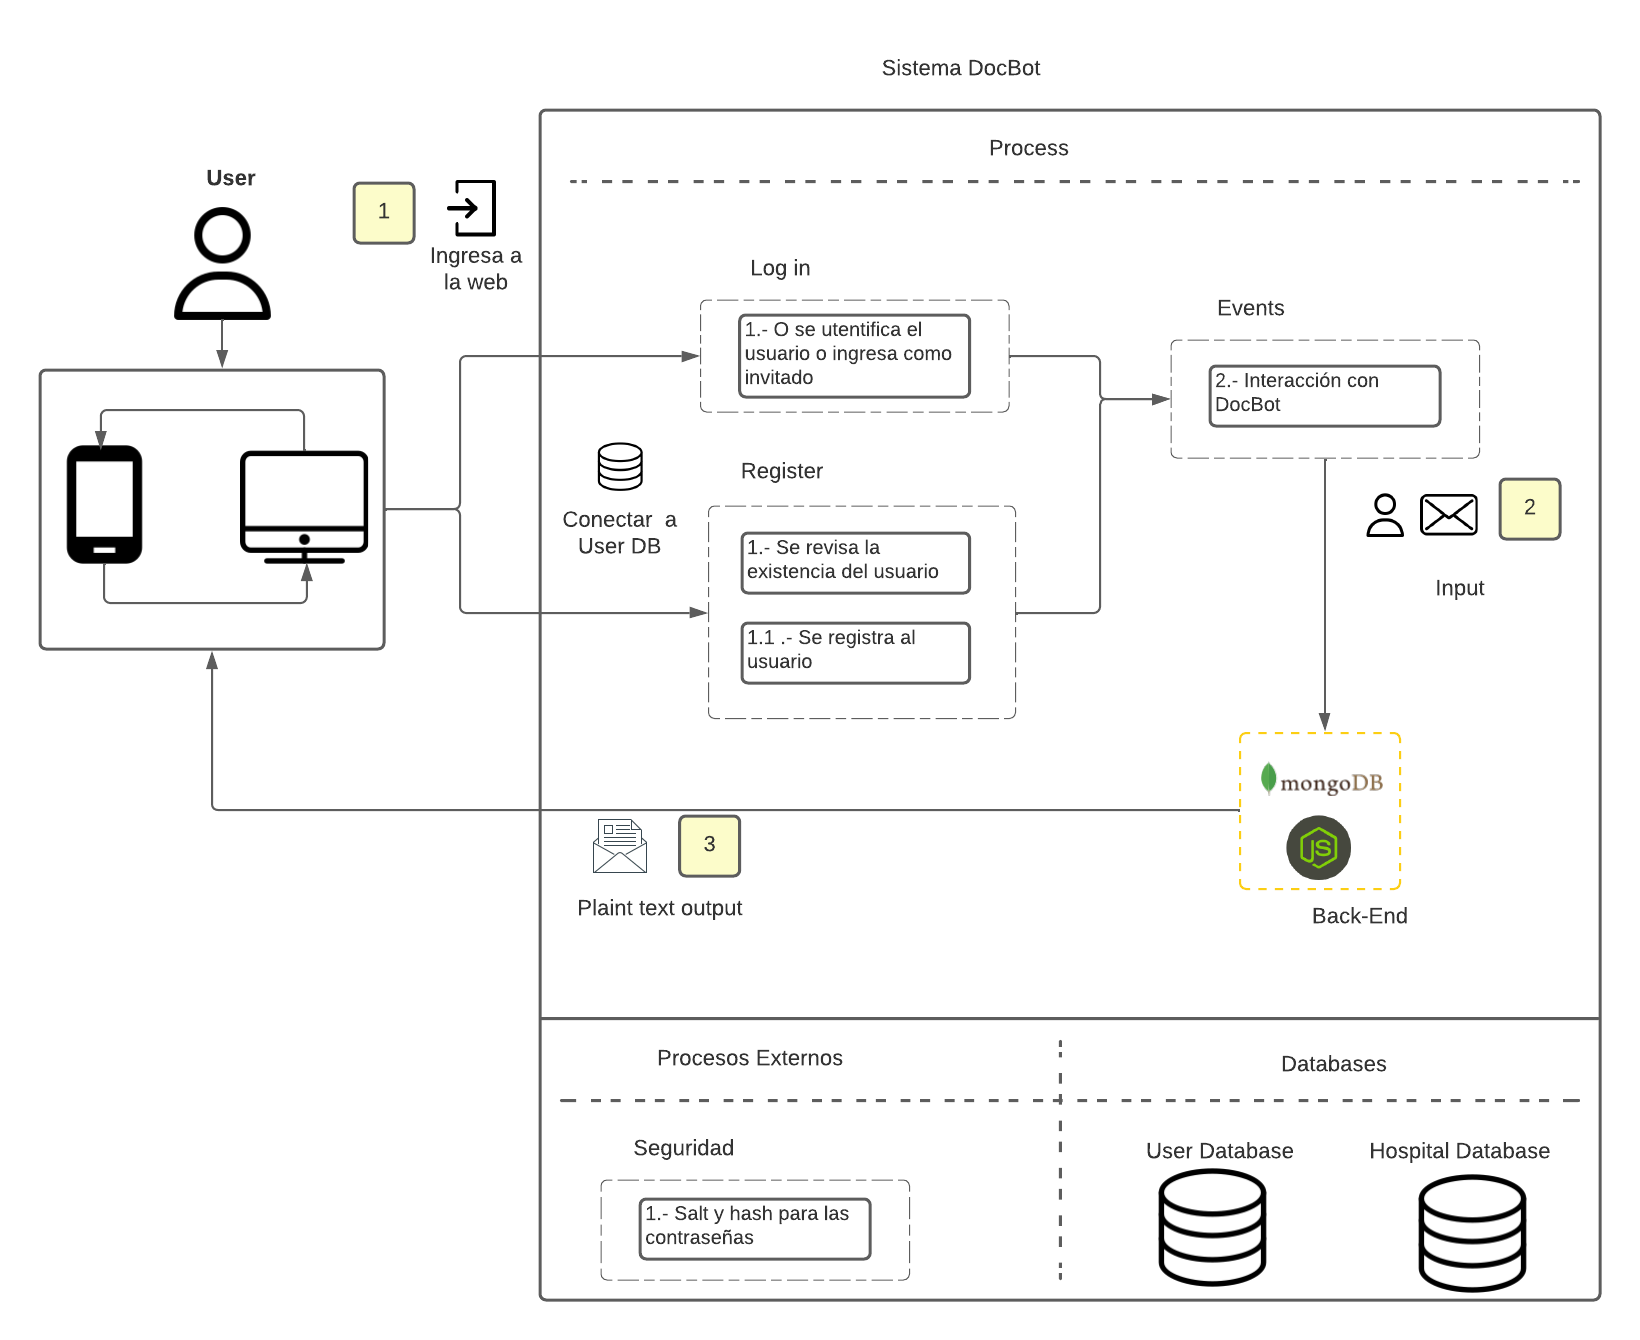 Sistema DocBot
Process
User
1
Ingresa a
la web
Log in
1.- O se utentifica el
usuario o ingresa como
invitado
Events
2.- Interacción con
DocBot
Conectar  a
User DB
Register
1.- Se revisa la
existencia del usuario
1.1 .- Se registra al
usuario
2
Input
mongoDB
JS
Back-End
3
Plaint text output
Procesos Externos
Databases
Seguridad
1.- Salt y hash para las
contraseñas
User Database
Hospital Database